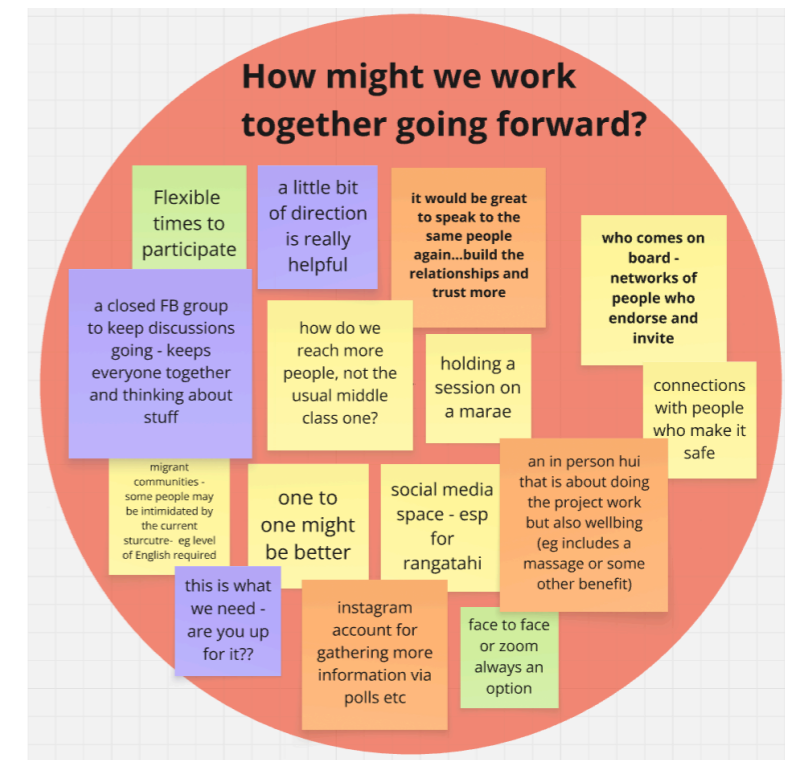 How might we work
together going forward?
Flexible
times to
participate
a little bit
of direction
is really
helpful
it would be great
to speak to the
same people
again...build the
relationships and
trust more
who comes on
board -
networks of
people who
endorse and
invite
a closed FB group
to keep discussions
going - keeps
everyone together
and thinking about
stuff
how do we
reach more
people, not the
usual middle
class one?
holding a
session on
a marae
connections
with people
who make it
safe
migrant
communities -
some people may
be intimidated by
the current
sturcutre- eg level
of English required
one to
one might
be better
social media
space - esp
for
rangatahi
an in person hui
that is about doing
the project work
but also wellbing
(eg includes a
massage or some
other benefit)
this is what
we need -
are you up
for it??
instagram
account for
gathering more
information via
polls etc
face to face
or zoom
always an
option